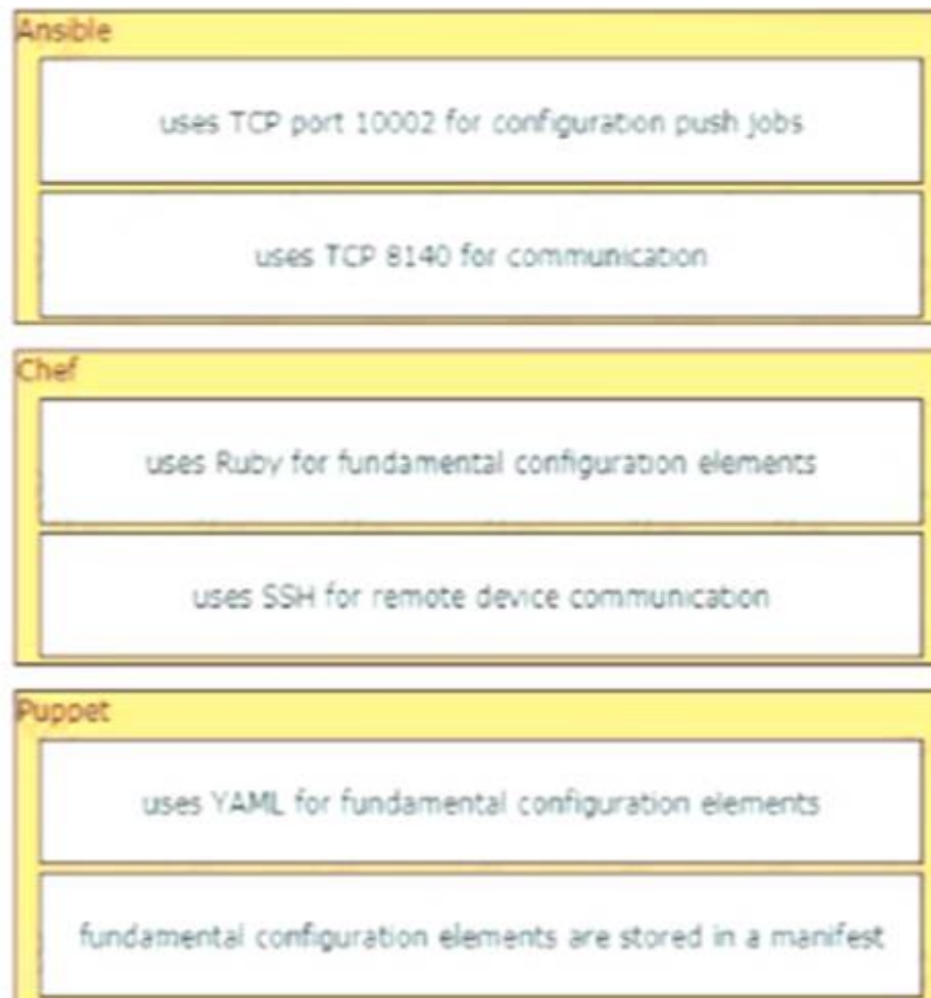 Ansible
uses TCP port 10002 for configuration push jobs
uses TCP 8140 for communication
Chef
uses Ruby for fundamental configuration elements
uses SSH for remote device communication
Puppet
uses YAML for fundamental configuration elements
fundamental configuration elements are stored in a manifest